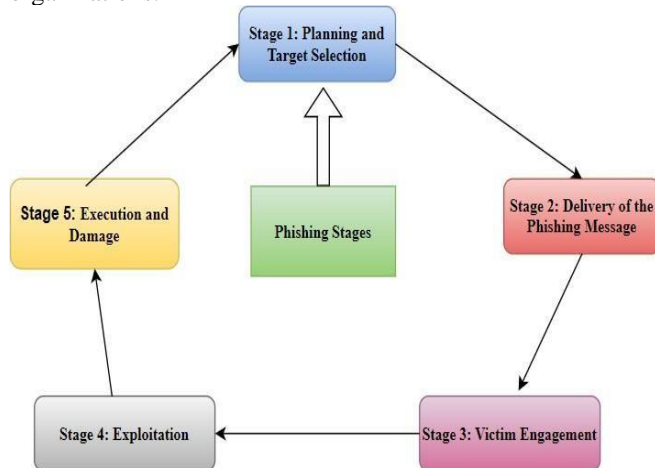 Stage 1: Planning and
Target Selection
Stage 2: Delivery of the
Phishing Message
Stage 5: Execution and
Damage
Phishing Stages
Stage 4: Exploitation
Stage 3: Victim Engagement